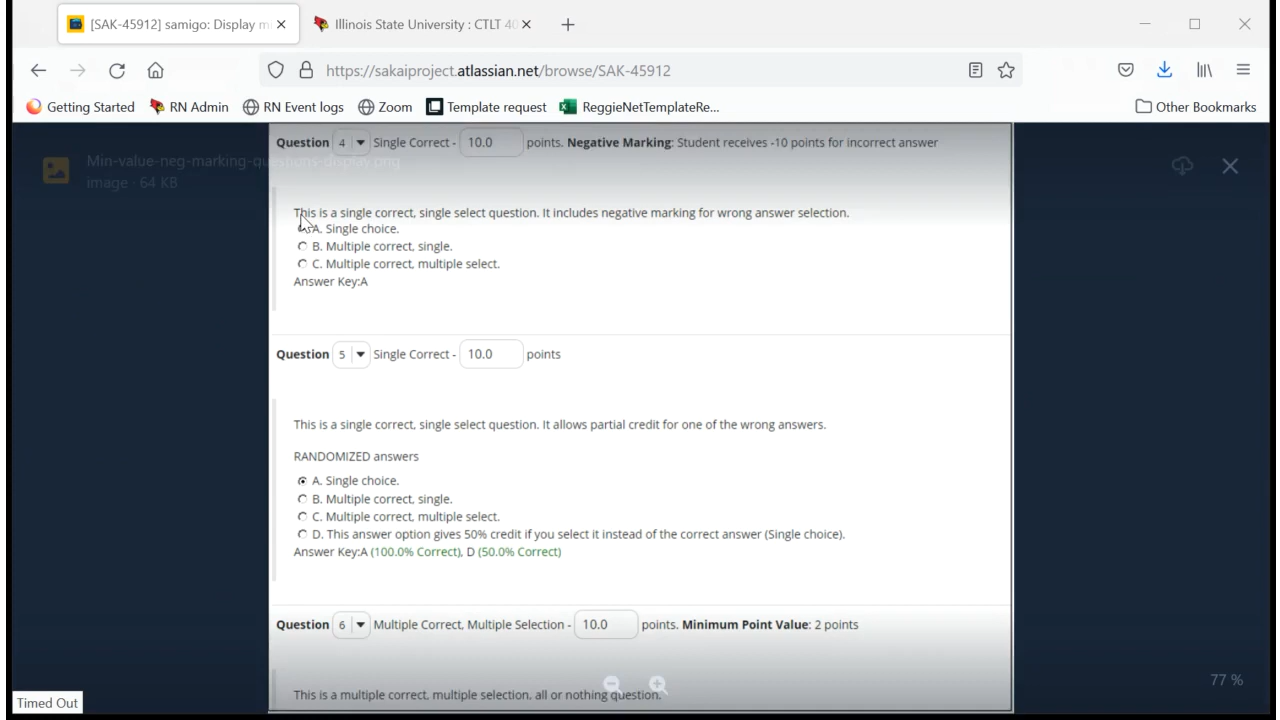 [SAK-45912] samigo: Display m
Illinois State University : CTLT 40
https://sakaiproject.atlassian.net/browse/SAK-45912
Getting Started RN Admin RN Event logs Zoom Template request ReggieNetTemplateRe... Other Bookmarks
Min-value-neg-marking-questions-display.png
image · 64 KB
Question 4 Single Correct - 10.0 points. Negative Marking: Student receives -10 points for incorrect answer
This is a single correct, single select question. It includes negative marking for wrong answer selection.
A. Single choice.
B. Multiple correct, single.
C. Multiple correct, multiple select.
Answer Key:A
Question 5 Single Correct - 10.0 points
This is a single correct, single select question. It allows partial credit for one of the wrong answers.
RANDOMIZED answers
A. Single choice.
B. Multiple correct, single.
C. Multiple correct, multiple select.
D. This answer option gives 50% credit if you select it instead of the correct answer (Single choice).
Answer Key:A (100.0% Correct), D (50.0% Correct)
Question 6 Multiple Correct, Multiple Selection - 10.0 points. Minimum Point Value: 2 points
This is a multiple correct, multiple selection, all or nothing question.
77 %
Timed Out